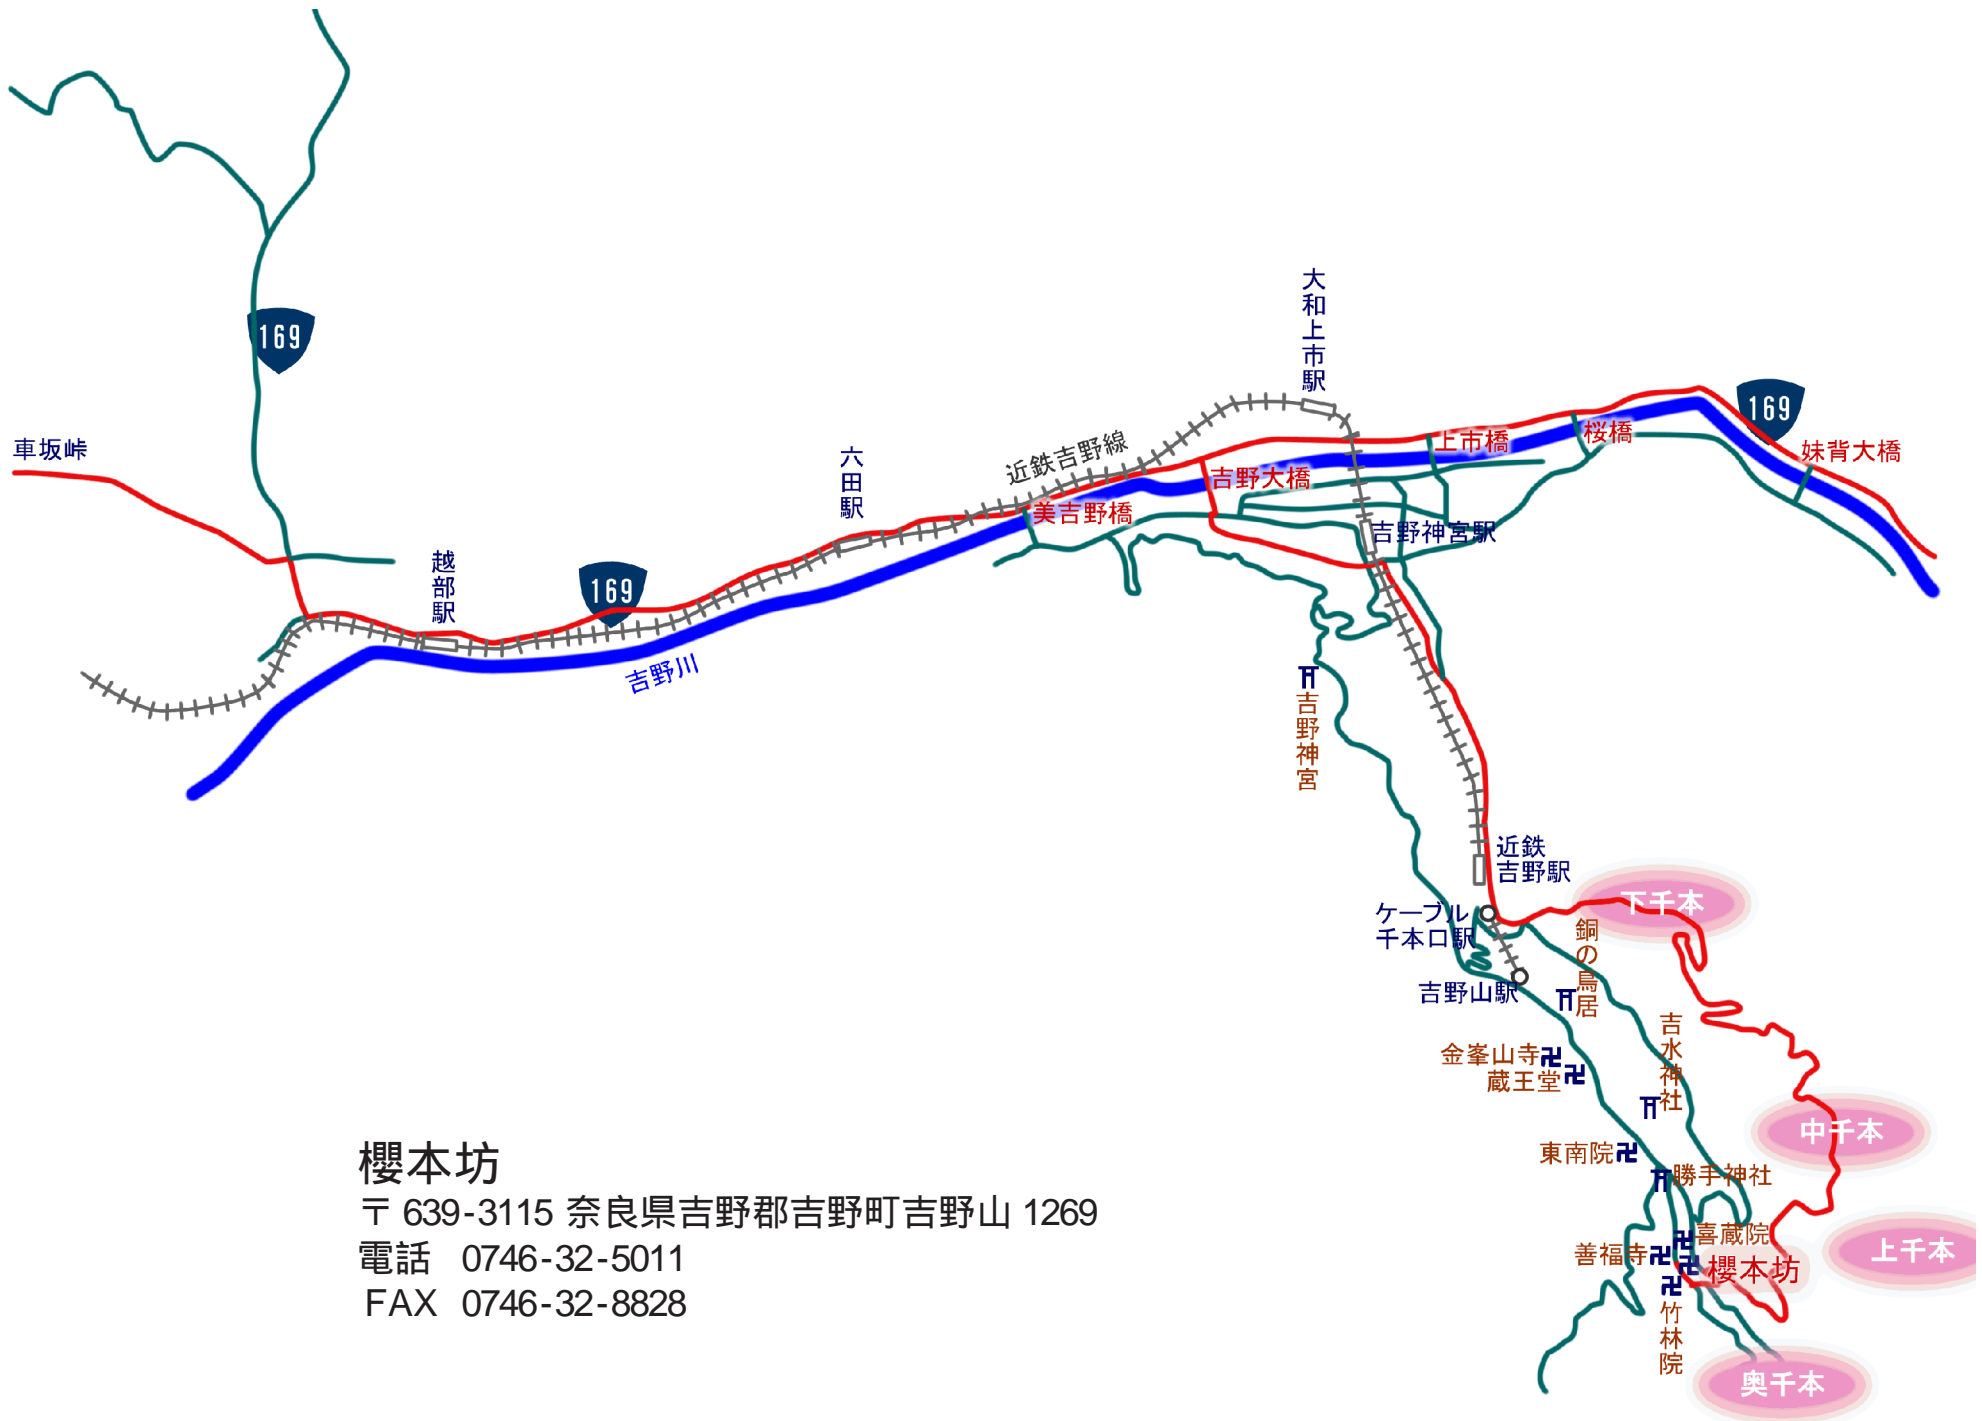 大和上市駅
169
169
車坂峠
六田駅
近鉄吉野線
上市橋
桜橋
妹背大橋
吉野大橋
美吉野橋
吉野神宮駅
越部駅
169
吉野川
吉野神宮
近鉄
吉野駅
下千本
ケーブル
千本口駅
銅の鳥居
吉野山駅
吉水神社
金峯山寺
蔵王堂
中千本
東南院
勝手神社
喜蔵院
善福寺
櫻本坊
上千本
竹林院
奥千本
櫻本坊
〒639-3115 奈良県吉野郡吉野町吉野山 1269
電話 0746-32-5011
FAX 0746-32-8828